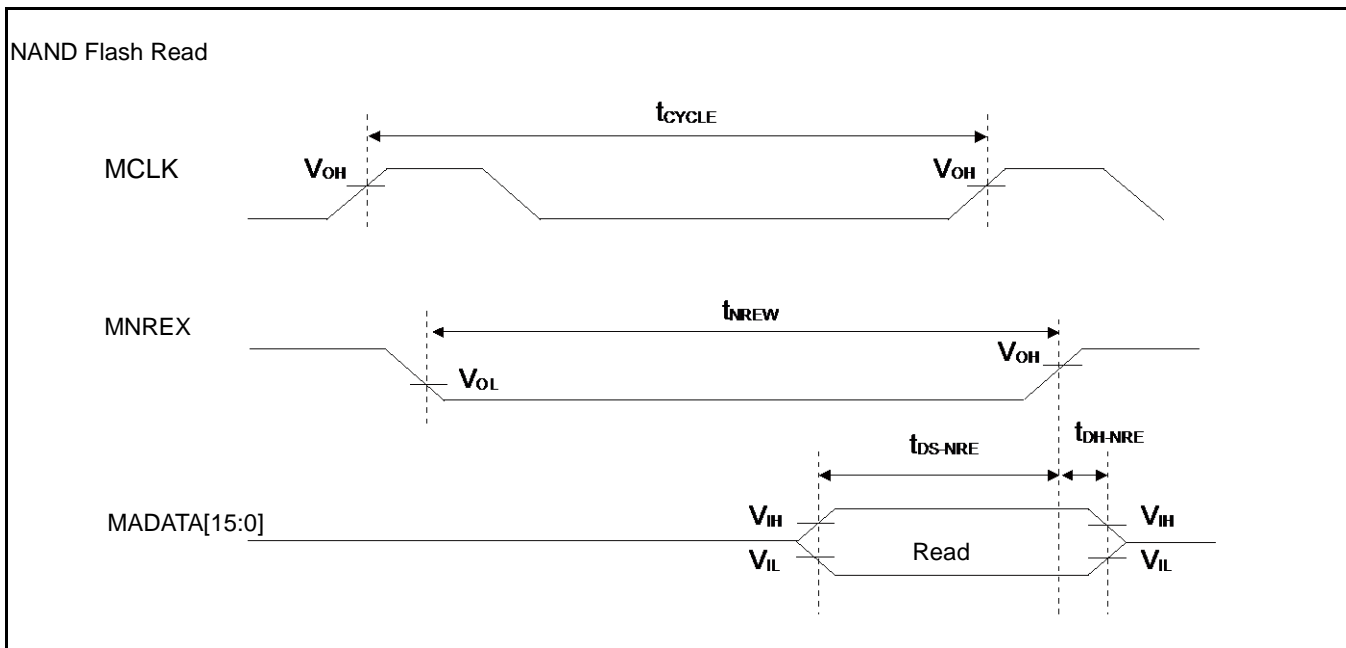 NAND Flash Read
tCYCLE
MCLK
VOH
VOH
tNREW
MNREX
VOH
VOL
tDS-NRE
tDH-NRE
MADATA[15:0]
VIH
VIH
Read
VIL
VIL